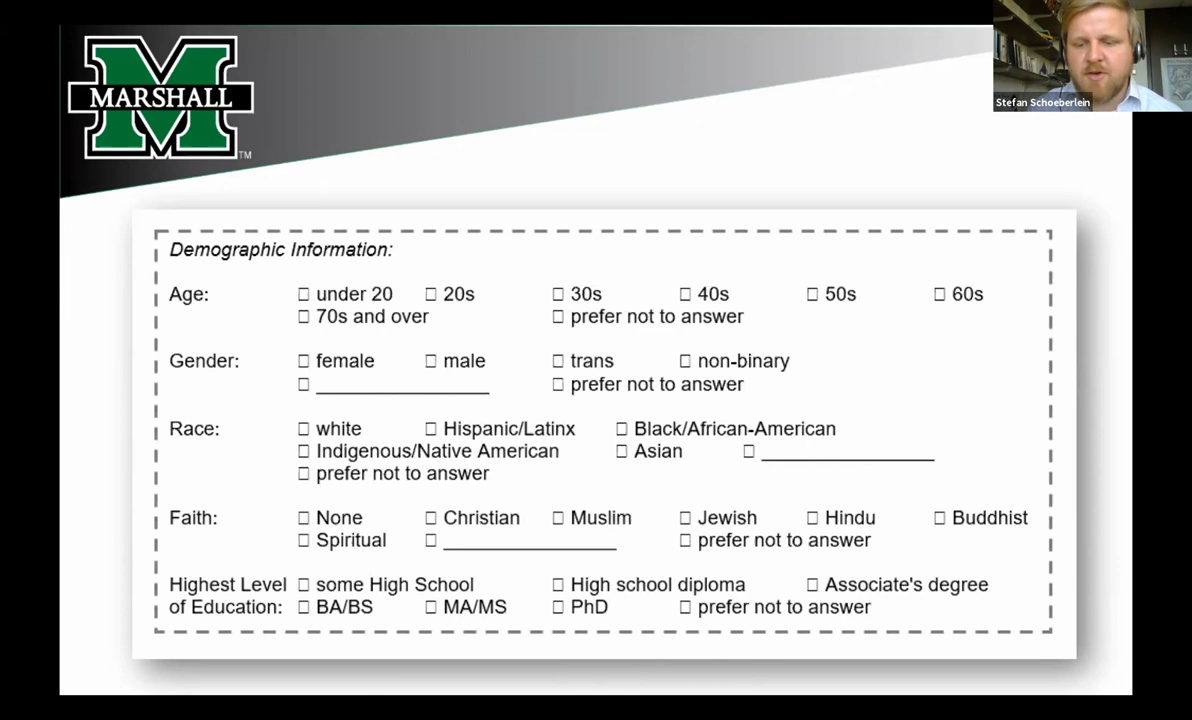 MARSHALL
TM
Stefan Schoeberlein
Demographic Information:
Age: □ under 20 □ 20s □ 30s □ 40s □ 50s □ 60s
□ 70s and over □ prefer not to answer
Gender: □ female □ male □ trans □ non-binary
□ ________________ □ prefer not to answer
Race: □ white □ Hispanic/Latinx □ Black/African-American
□ Indigenous/Native American □ Asian □ ________________
□ prefer not to answer
Faith: □ None □ Christian □ Muslim □ Jewish □ Hindu □ Buddhist
□ Spiritual □ ________________ □ prefer not to answer
Highest Level □ some High School □ High school diploma □ Associate's degree
of Education: □ BA/BS □ MA/MS □ PhD □ prefer not to answer